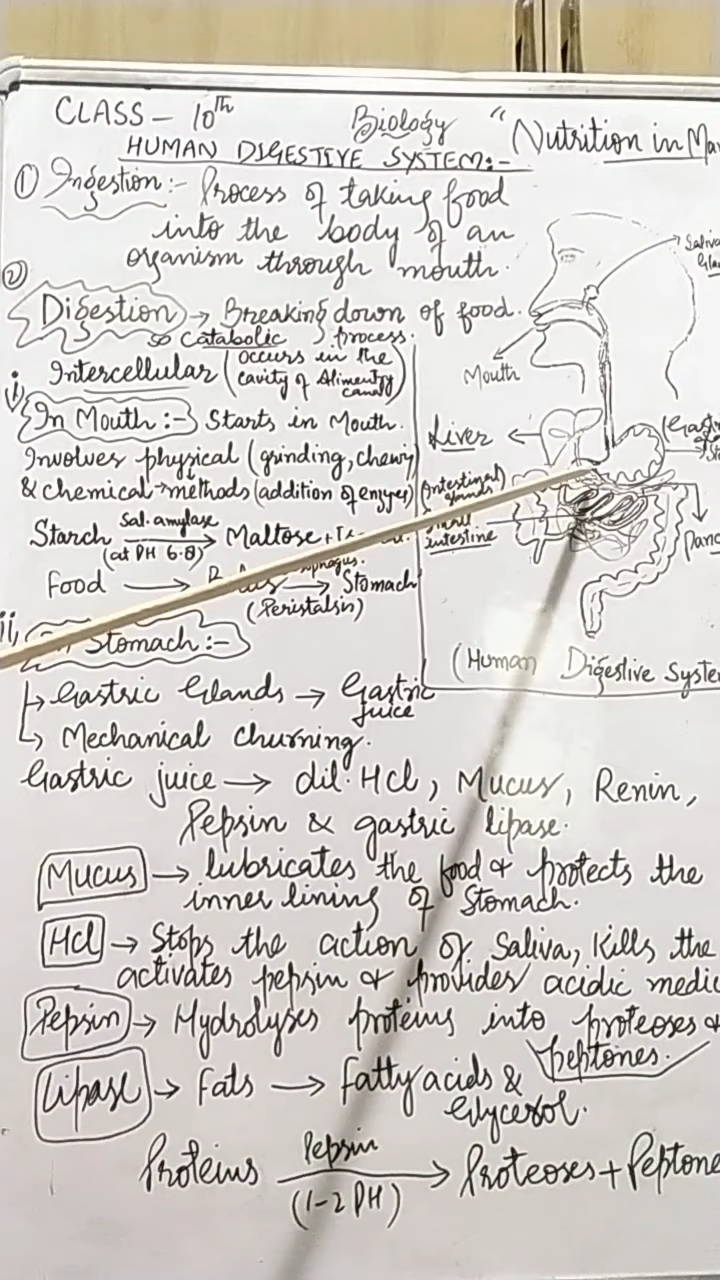 CLASS - 10th Biology "Nutrition in Ma
HUMAN DIGESTIVE SYSTEM:-
① Ingestion:- Process of taking food
into the body of an
organism through mouth.
②
Digestion → Breaking down of food.
Catabolic process.
Intercellular (occurs in the
cavity of Alimentry
canal)
i)
In Mouth:- Starts in Mouth.
Involves physical (grinding, chewing
& chemical → methods (addition of enzymes)
Starch Sal. amylase → Maltose +
(at PH 6.8)
Food → → Stomach
(Peristalsis)
ii,
Stomach:-
→ Gastric Glands → Gastric
juice
→ Mechanical churning.
Gastric juice → dil. HCl, Mucus, Renin,
Pepsin & gastric lipase.
Mucus → lubricates the food & protects the
inner lining of Stomach.
HCl → Stops the action of Saliva, Kills the
activates pepsin & provides acidic medi
Pepsin → Hydrolyses proteins into proteoses &
peptones.
Lipase → Fats → Fatty acids &
Glycerol.
Proteins Pepsin → Proteoses + Peptone
(1-2 PH)
Saliva
Gla
Mouth
Liver
(Gastr
(Intestinal
glands)
Small
intestine
Panc
(Human Digestive Syste